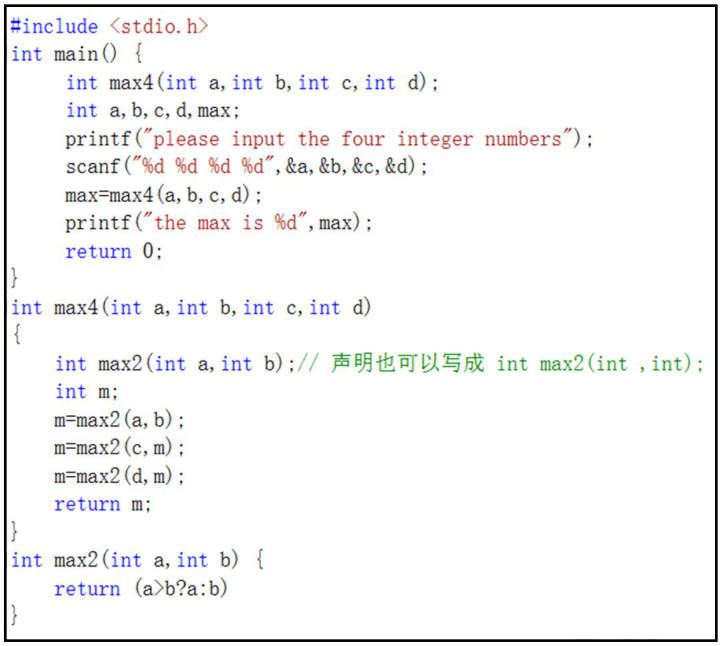 #include <stdio.h>
int main() {
int max4(int a,int b,int c,int d);
int a,b,c,d,max;
printf("please input the four integer numbers");
scanf("%d %d %d %d",&a,&b,&c,&d);
max=max4(a,b,c,d);
printf("the max is %d",max);
return 0;
}
int max4(int a,int b,int c,int d)
{
int max2(int a,int b);// 声明也可以写成 int max2(int ,int);
int m;
m=max2(a,b);
m=max2(c,m);
m=max2(d,m);
return m;
}
int max2(int a,int b) {
return (a>b?a:b)
}